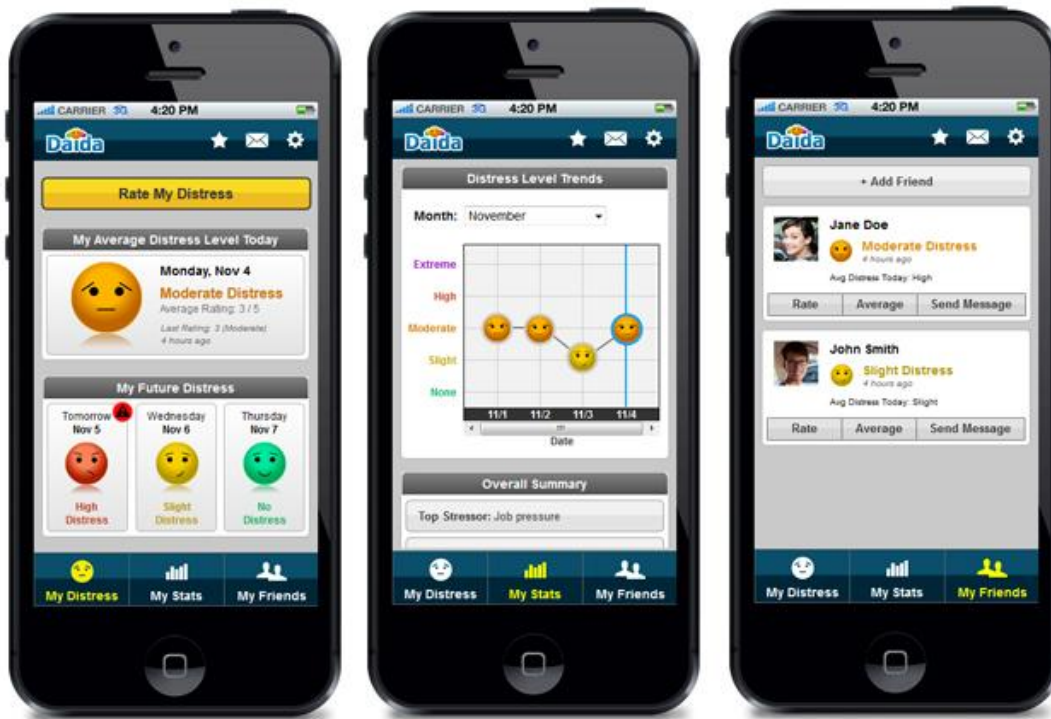 CARRIER 3G 4:20 PM
Daida
Rate My Distress
My Average Distress Level Today
Monday, Nov 4
Moderate Distress
Average Rating: 3 / 5
Last Rating: 3 (Moderate)
4 hours ago
My Future Distress
Tomorrow
Nov 5
High
Distress
Wednesday
Nov 6
Slight
Distress
Thursday
Nov 7
No
Distress
My Distress
My Stats
My Friends
CARRIER 3G 4:20 PM
Daida
Distress Level Trends
Month: November
Extreme
High
Moderate
Slight
None
11/1 11/2 11/3 11/4
Date
Overall Summary
Top Stressor: Job pressure
My Distress
My Stats
My Friends
CARRIER 3G 4:20 PM
Daida
+ Add Friend
Jane Doe
Moderate Distress
4 hours ago
Avg Distress Today: High
Rate
Average
Send Message
John Smith
Slight Distress
4 hours ago
Avg Distress Today: Slight
Rate
Average
Send Message
My Distress
My Stats
My Friends